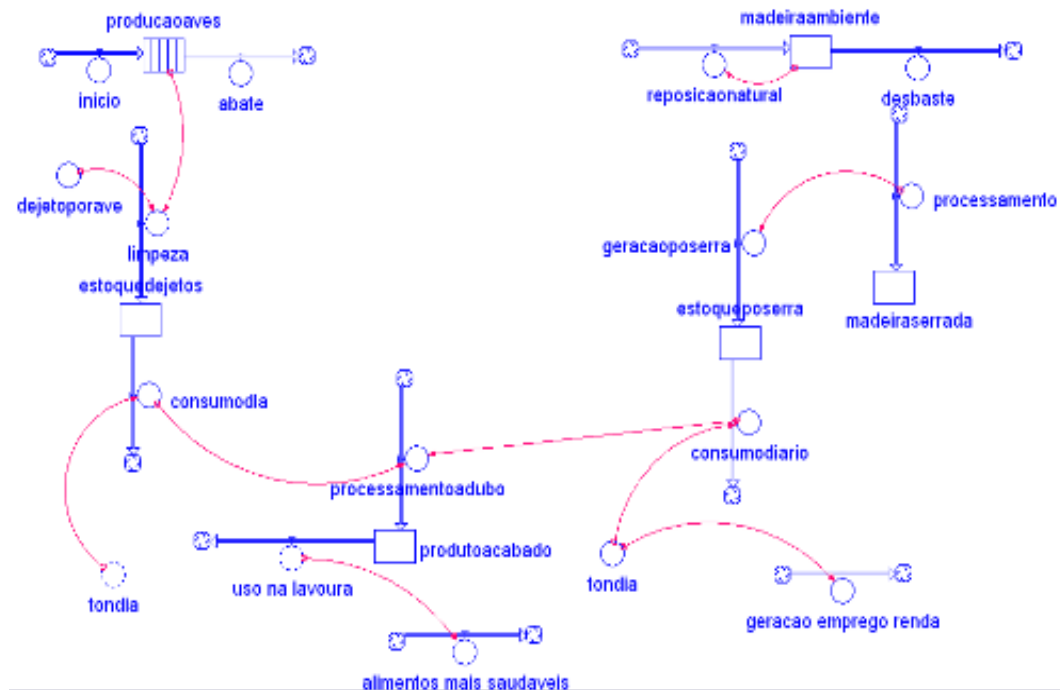 producaoaves
madeiraambiente
inicio
abate
reposicaonatural
desbaste
dejetoporave
processamento
limpeza
geracaoposerra
estoquedejetos
estoqueposerra
madeiraserrada
consumodia
consumodiario
processamentoadubo
produtoacabado
uso na lavoura
tondia
tondia
geracao emprego renda
alimentos mais saudaveis